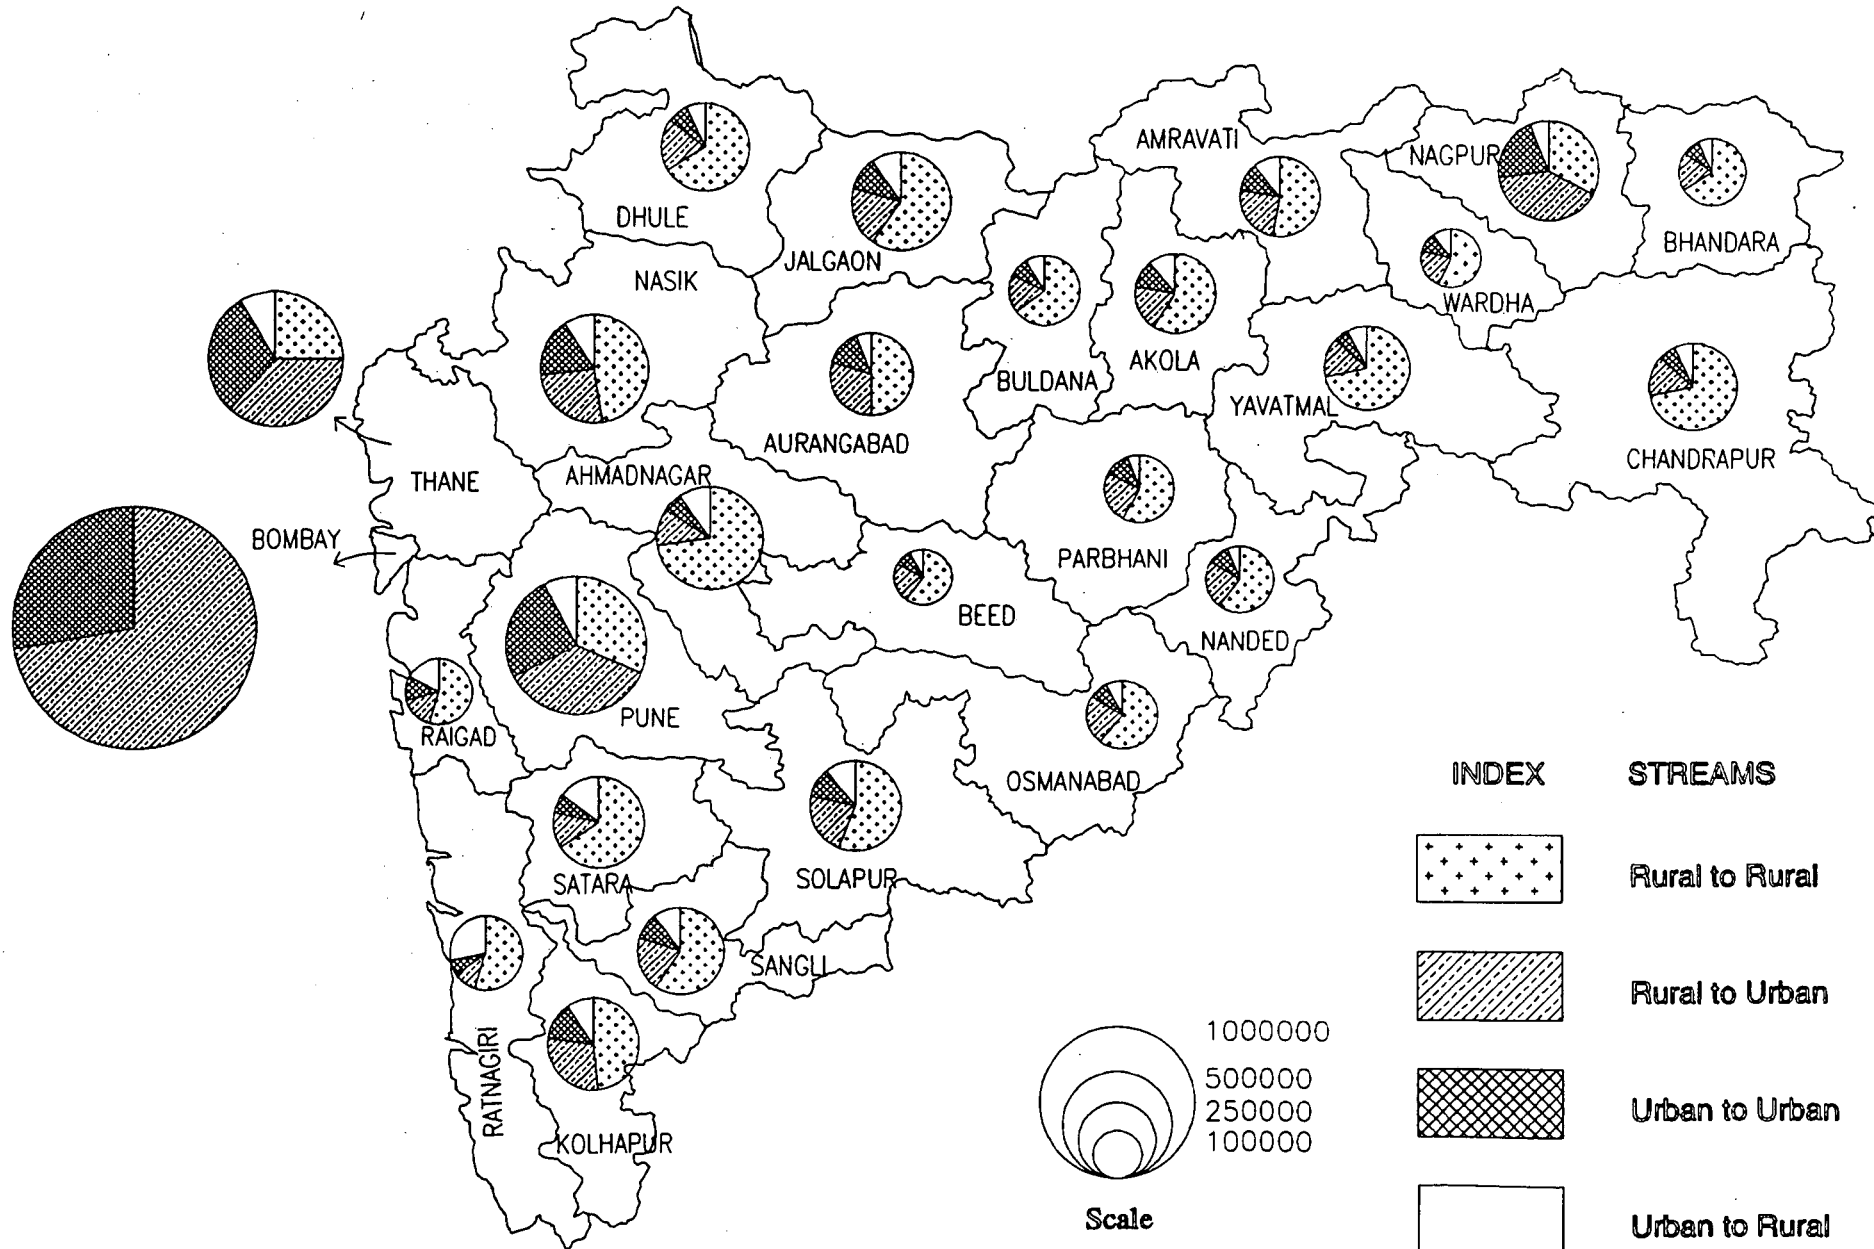 AMRAVATI
NAGPUR
DHULE
BHANDARA
JALGAON
NASIK
WARDHA
AKOLA
BULDANA
YAVATMAL
AURANGABAD
CHANDRAPUR
AHMADNAGAR
THANE
BOMBAY
PARBHANI
BEED
NANDED
PUNE
RAIGAD
OSMANABAD
SATARA
SOLAPUR
SANGLI
RATNAGIRI
KOLHAPUR
1000000
500000
250000
100000
Scale
INDEX STREAMS
Rural to Rural
Rural to Urban
Urban to Urban
Urban to Rural